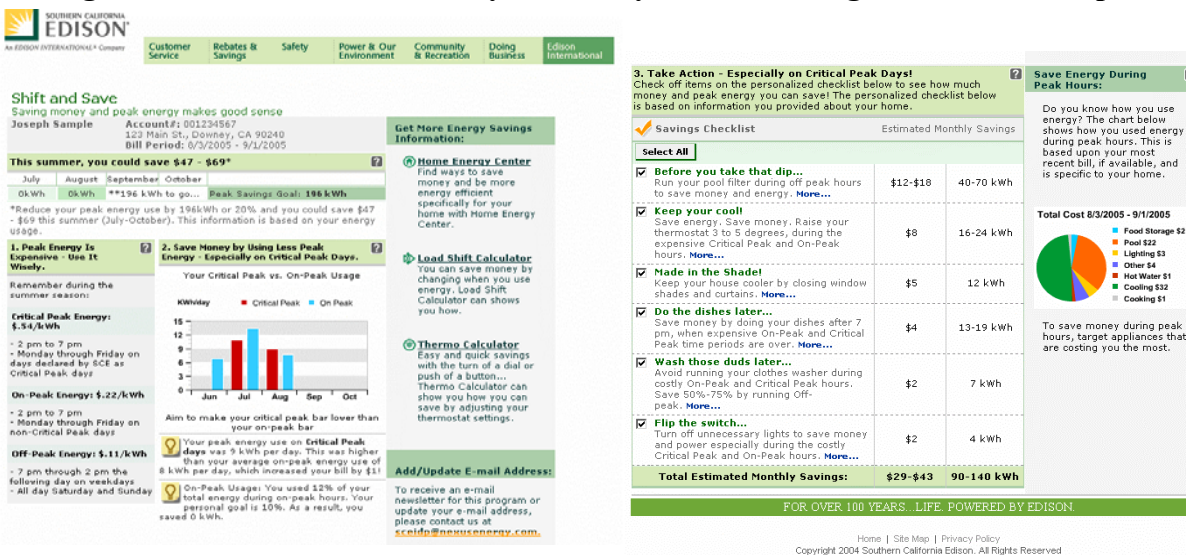 SOUTHERN CALIFORNIA
EDISON
An EDISON INTERNATIONAL® Company
Customer Service
Rebates & Savings
Safety
Power & Our Environment
Community & Recreation
Doing Business
Edison International
Shift and Save
Saving money and peak energy makes good sense
Joseph Sample
Account#: 001234567
123 Main St., Downey, CA 90240
Bill Period: 8/3/2005 - 9/1/2005
This summer, you could save $47 - $69*
?
July August September October
0kWh 0kWh **196 kWh to go... Peak Savings Goal: 196 kWh
*Reduce your peak energy use by 196kWh or 20% and you could save $47
- $69 this summer (July-October). This information is based on your energy
usage.
1. Peak Energy Is
Expensive - Use It
Wisely.
?
Remember during the
summer season:
Critical Peak Energy:
$.54/kWh
- 2 pm to 7 pm
- Monday through Friday on
days declared by SCE as
Critical Peak days
On-Peak Energy: $.22/kWh
- 2 pm to 7 pm
- Monday through Friday on
non-Critical Peak days
Off-Peak Energy: $.11/kWh
- 7 pm through 2 pm the
following day on weekdays
- All day Saturday and Sunday
2. Save Money by Using Less Peak
Energy - Especially on Critical Peak Days.
?
Your Critical Peak vs. On-Peak Usage
KWh/day Critical Peak On Peak
15
12
9
6
3
0
Jun Jul Aug Sep Oct
Aim to make your critical peak bar lower than
your on-peak bar
Your peak energy use on Critical Peak
days was 9 kWh per day. This was higher
than your average on-peak energy use of
8 kWh per day, which increased your bill by $1!
On-Peak Usage: You used 12% of your
total energy during on-peak hours. Your
personal goal is 10%. As a result, you
saved 0 kWh.
Get More Energy Savings
Information:
Home Energy Center
Find ways to
save
money and be
more
energy efficient
specifically for your
home with Home Energy
Center.
Load Shift Calculator
You can save money by
changing when you use
energy. Load Shift
Calculator can shows
you how.
Thermo Calculator
Easy and quick savings
with the turn of a dial or
push of a button...
Thermo Calculator can
show you how you can
save by adjusting your
thermostat settings.
Add/Update E-mail Address:
To receive an e-mail
newsletter for this program or
update your e-mail address,
please contact us at
sceidp@nexusenergy.com.
3. Take Action - Especially on Critical Peak Days!
?
Check off items on the personalized checklist below to see how much
money and peak energy you can save! The personalized checklist below
is based on information you provided about your home.
Savings Checklist Estimated Monthly Savings
Select All
Before you take that dip...
Run your pool filter during off peak hours
to save money and energy. More...
$12-$18 40-70 kWh
Keep your cool!
Save energy. Save money. Raise your
thermostat 3 to 5 degrees, during the
expensive Critical Peak and On-Peak
hours. More...
$8 16-24 kWh
Made in the Shade!
Keep your house cooler by closing window
shades and curtains. More...
$5 12 kWh
Do the dishes later...
Save money by doing your dishes after 7
pm, when expensive On-Peak and Critical
Peak time periods are over. More...
$4 13-19 kWh
Wash those duds later...
Avoid running your clothes washer during
costly On-Peak and Critical Peak hours.
Save 50%-75% by running Off-
peak. More...
$2 7 kWh
Flip the switch...
Turn off unnecessary lights to save money
and power especially during the costly
Critical Peak and On-Peak hours. More...
$2 4 kWh
Total Estimated Monthly Savings: $29-$43 90-140 kWh
Save Energy During
Peak Hours:
Do you know how you use
energy? The chart below
shows how you used energy
during peak hours. This is
based upon your most
recent bill, if available, and
is specific to your home.
Total Cost 8/3/2005 - 9/1/2005
Food Storage $2
Pool $22
Lighting $3
Other $4
Hot Water $1
Cooling $32
Cooking $1
To save money during peak
hours, target appliances that
are costing you the most.
FOR OVER 100 YEARS...LIFE. POWERED BY EDISON.
Home | Site Map | Privacy Policy
Copyright 2004 Southern California Edison. All Rights Reserved